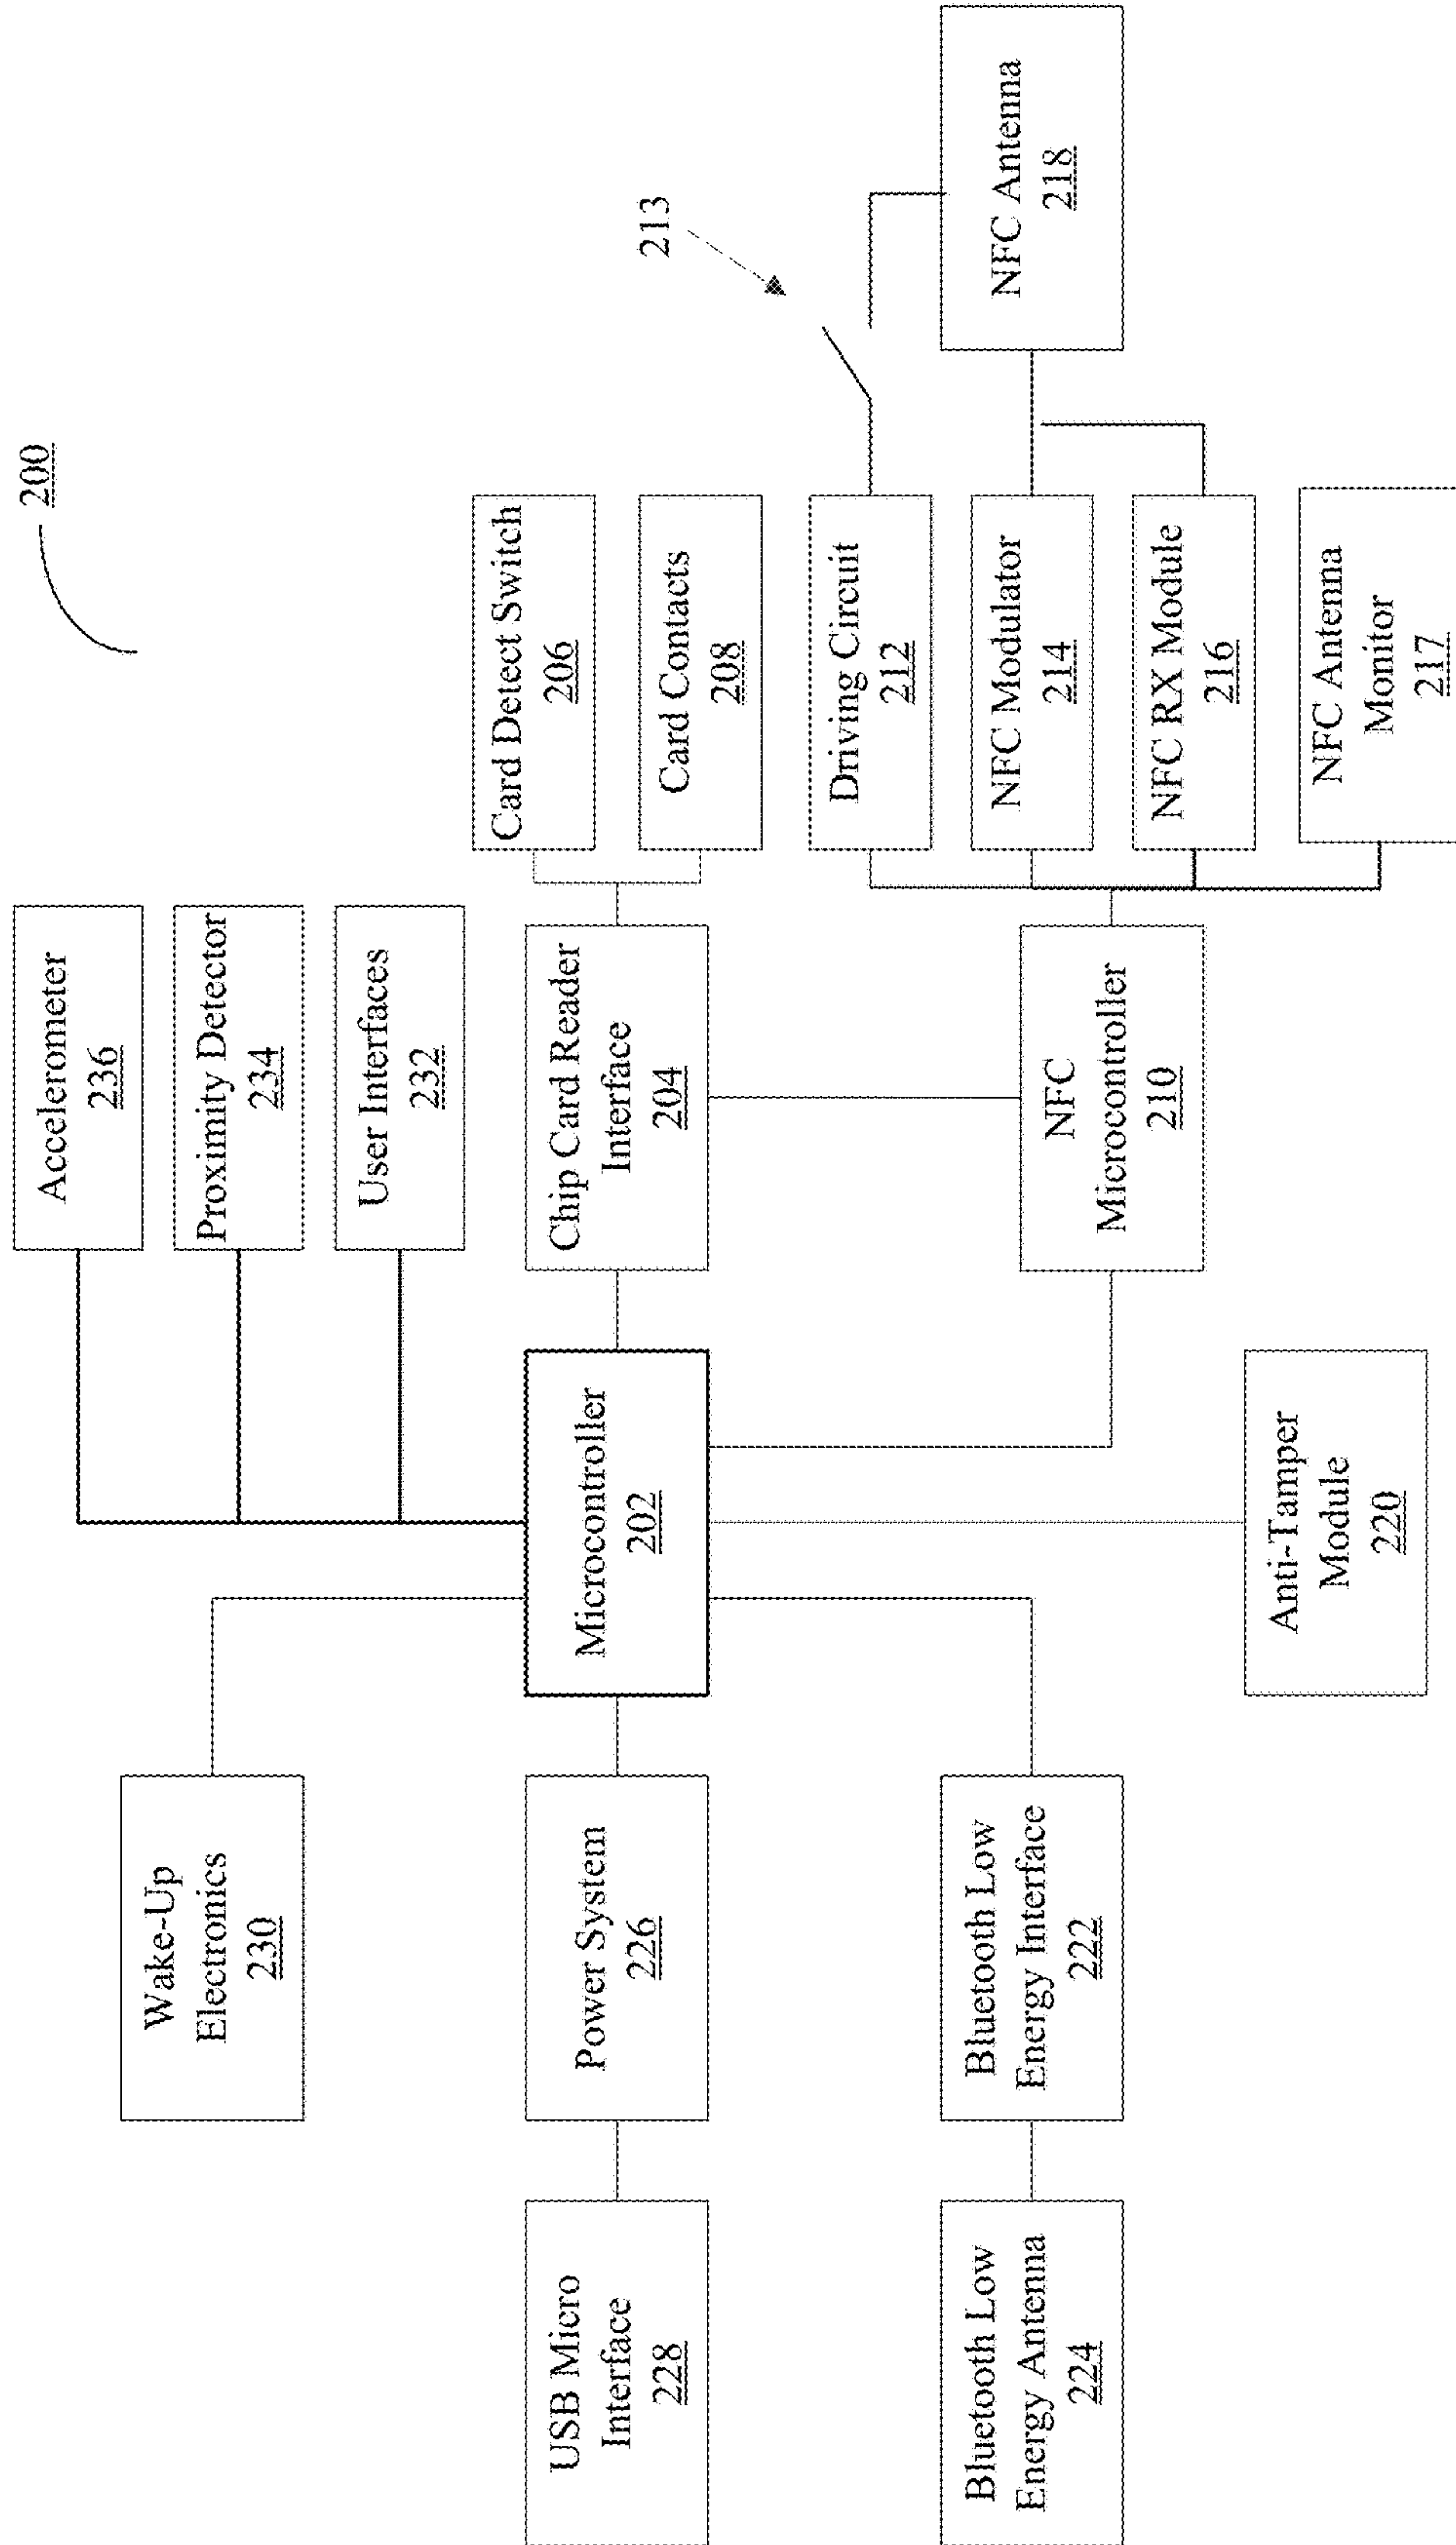 200
Accelerometer
236
Proximity Detector
234
User Interfaces
232
Wake-Up
Electronics
230
USB Micro
Interface
228
Power System
226
Microcontroller
202
Chip Card Reader
Interface
204
Card Detect Switch
206
Card Contacts
208
213
Bluetooth Low
Energy Antenna
224
Bluetooth Low
Energy Interface
222
Anti-Tamper
Module
220
NFC
Microcontroller
210
Driving Circuit
212
NFC Modulator
214
NFC RX Module
216
NFC Antenna
Monitor
217
NFC Antenna
218